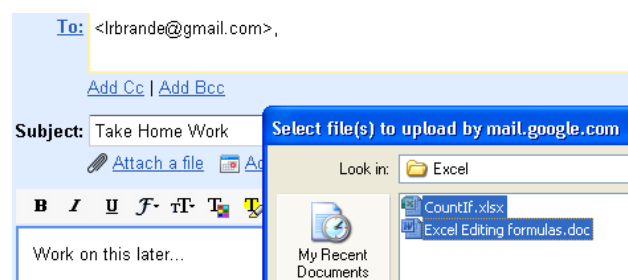 To: <lrbrande@gmail.com>,
Add Cc | Add Bcc
Subject: Take Home Work
Select file(s) to upload by mail.google.com
Attach a file
Look in: Excel
B I U F T T T
CountIf.xlsx
Excel Editing formulas.doc
Work on this later...
My Recent
Documents